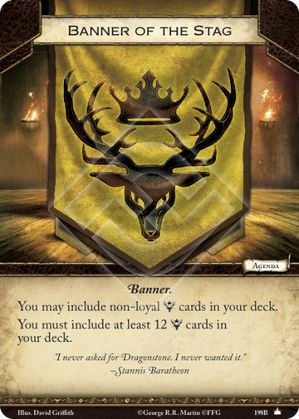 BANNER OF THE STAG
AGENDA
Banner.
You may include non-loyal cards in your deck.
You must include at least 12 cards in
your deck.
"I never asked for Dragonstone. I never wanted it."
–Stannis Baratheon
Illus. David Griffith ©George R.R. Martin ©FFG 198B